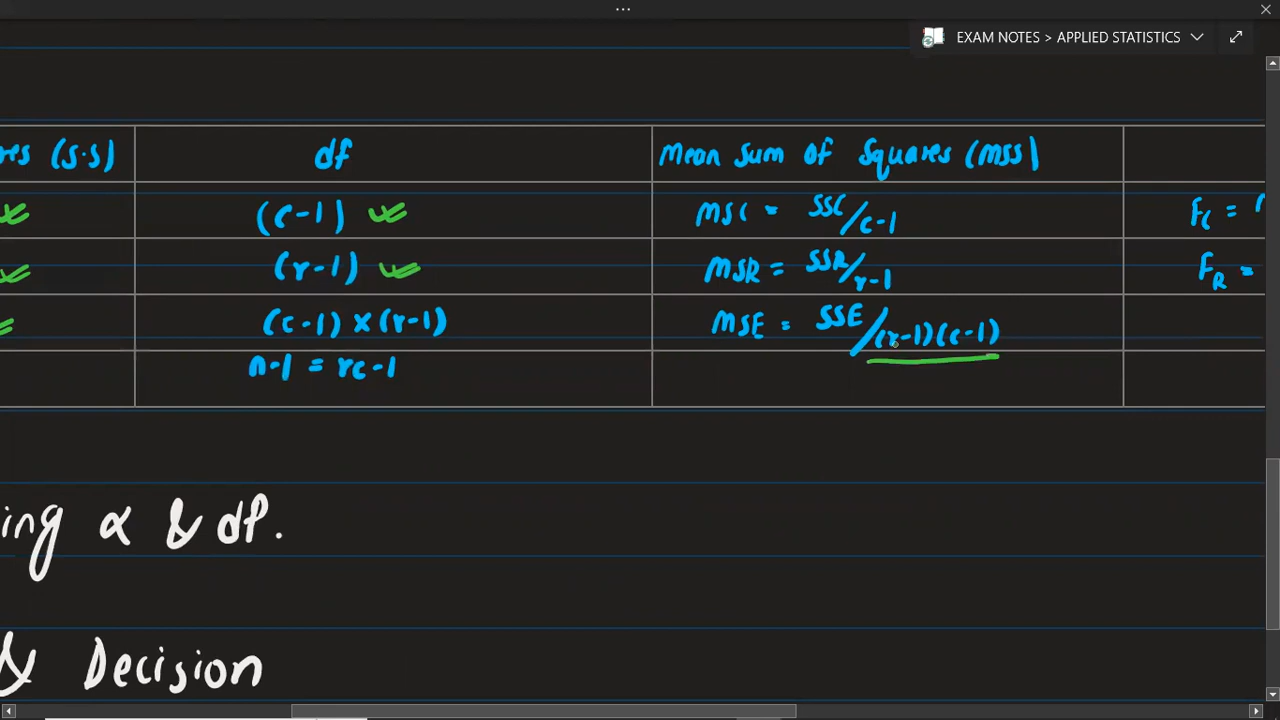 EXAM NOTES > APPLIED STATISTICS
(S.S) df Mean Sum of Squares (MSS)
(c-1) MSC = SSC/c-1 Fc =
(r-1) MSR = SSR/r-1 FR =
(c-1) x (r-1) MSE = SSE/(r-1)(c-1)
n-1 = rc-1
ing α & df.
& Decision